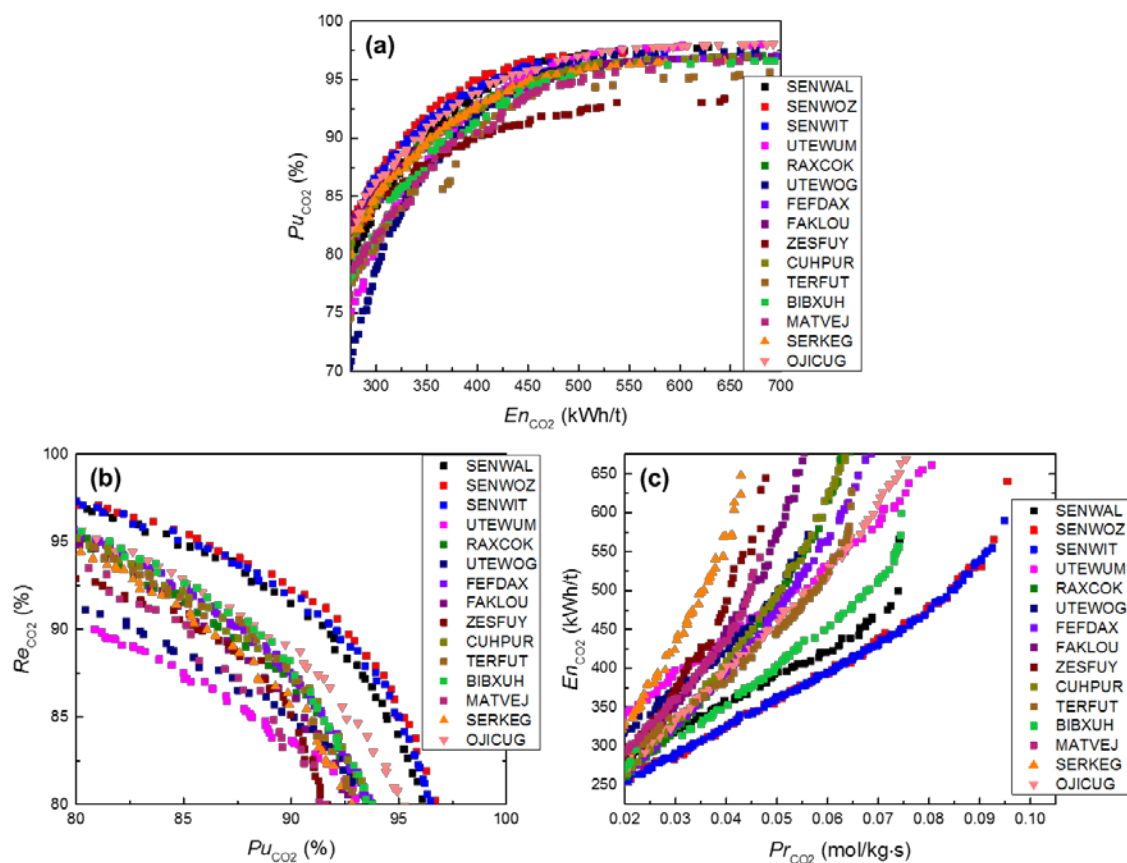 (a)
100
95
90
85
80
75
70
Pu_CO2 (%)
300 350 400 450 500 550 600 650 700
En_CO2 (kWh/t)
SENWAL
SENWOZ
SENWIT
UTEWUM
RAXCOK
UTEWOG
FEFDAX
FAKLOU
ZESFUY
CUHPUR
TERFUT
BIBXUH
MATVEJ
SERKEG
OJICUG
(b)
100
95
90
85
80
Re_CO2 (%)
80 85 90 95 100
Pu_CO2 (%)
SENWAL
SENWOZ
SENWIT
UTEWUM
RAXCOK
UTEWOG
FEFDAX
FAKLOU
ZESFUY
CUHPUR
TERFUT
BIBXUH
MATVEJ
SERKEG
OJICUG
(c)
650
600
550
500
450
400
350
300
250
En_CO2 (kWh/t)
0.02 0.03 0.04 0.05 0.06 0.07 0.08 0.09 0.10
Pr_CO2 (mol/kg·s)
SENWAL
SENWOZ
SENWIT
UTEWUM
RAXCOK
UTEWOG
FEFDAX
FAKLOU
ZESFUY
CUHPUR
TERFUT
BIBXUH
MATVEJ
SERKEG
OJICUG